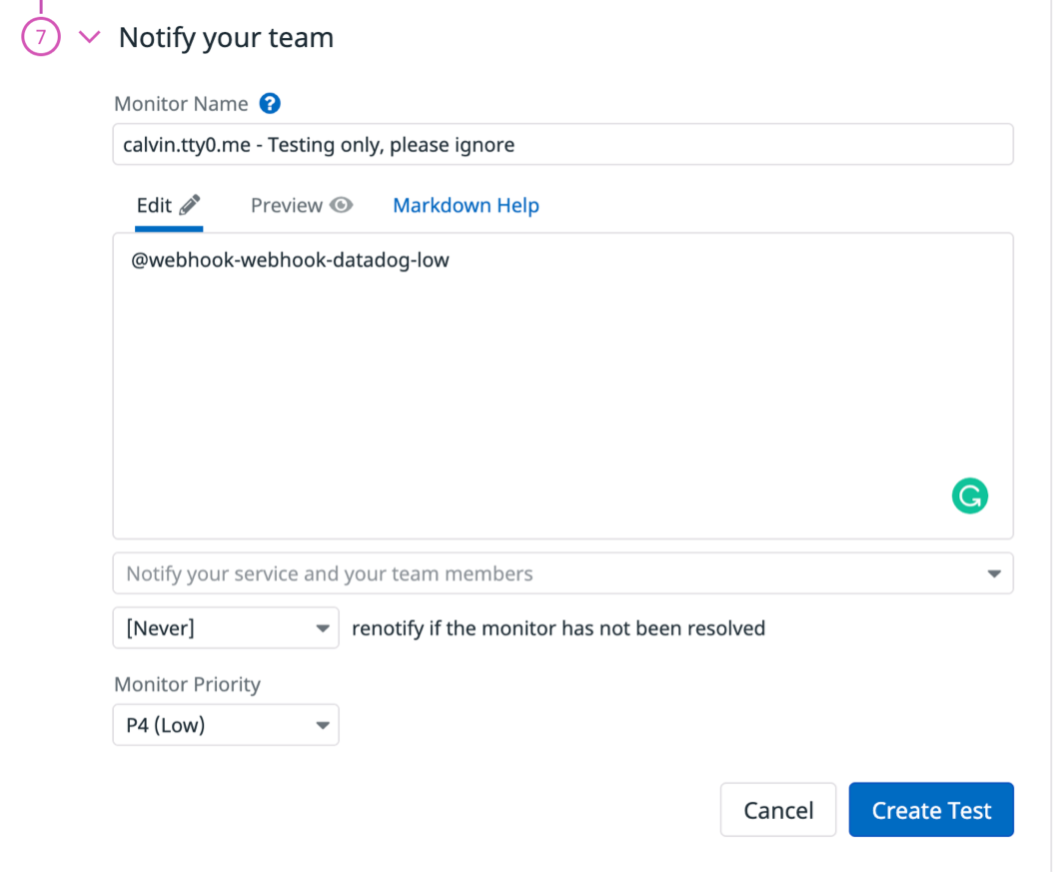 7
Notify your team
Monitor Name ?
calvin.tty0.me - Testing only, please ignore
Edit Preview Markdown Help
@webhook-webhook-datadog-low
Notify your service and your team members
[Never] renotify if the monitor has not been resolved
Monitor Priority
P4 (Low)
Cancel Create Test